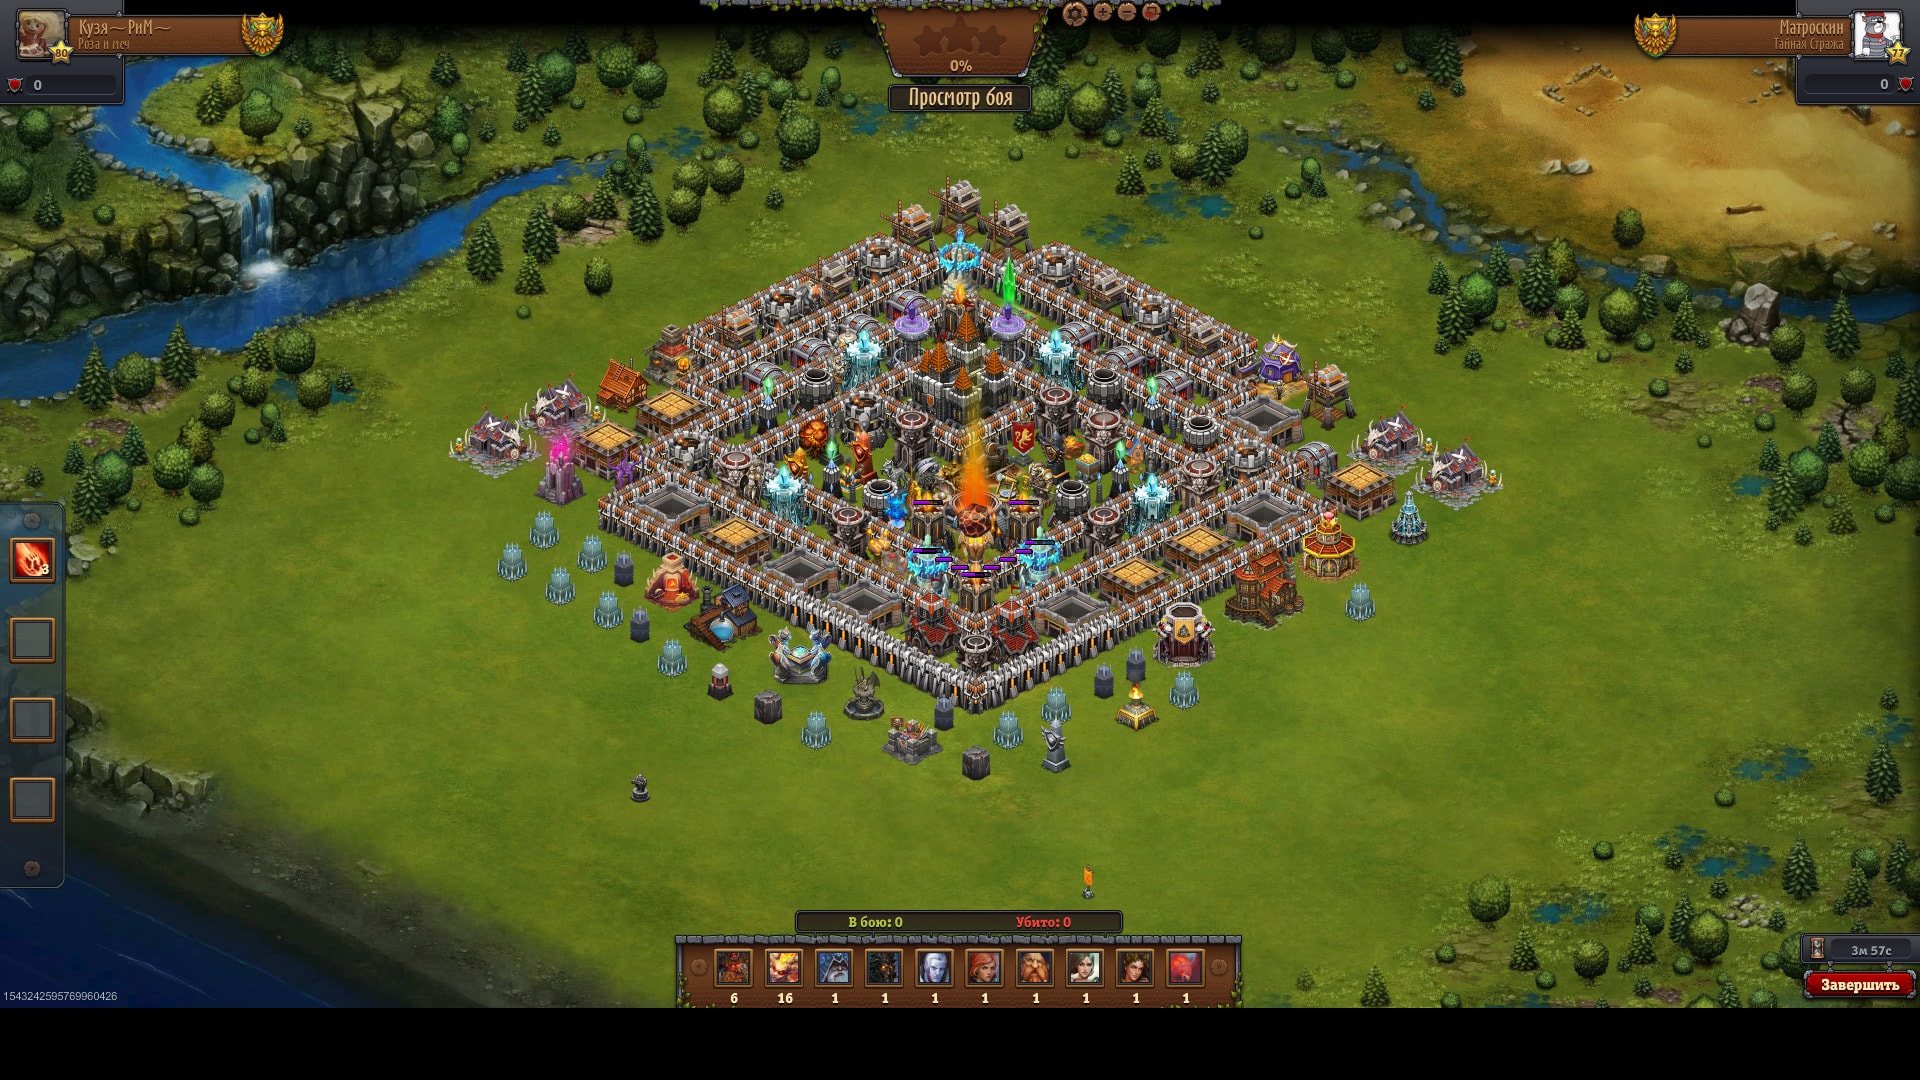 Кузя~РиМ~
Роза и меч
80
0
0%
Просмотр боя
Матроскин
Тайная Стража
77
0
3
В бою: 0
Убито: 0
6 16 1 1 1 1 1 1 1 1
3м 57с
Завершить
1543242595769960426